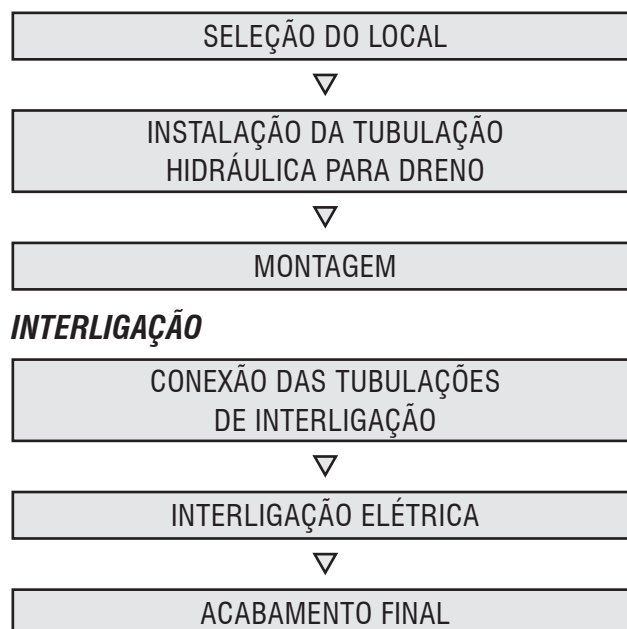 SELEÇÃO DO LOCAL
INSTALAÇÃO DA TUBULAÇÃO
HIDRÁULICA PARA DRENO
MONTAGEM
INTERLIGAÇÃO
CONEXÃO DAS TUBULAÇÕES
DE INTERLIGAÇÃO
INTERLIGAÇÃO ELÉTRICA
ACABAMENTO FINAL